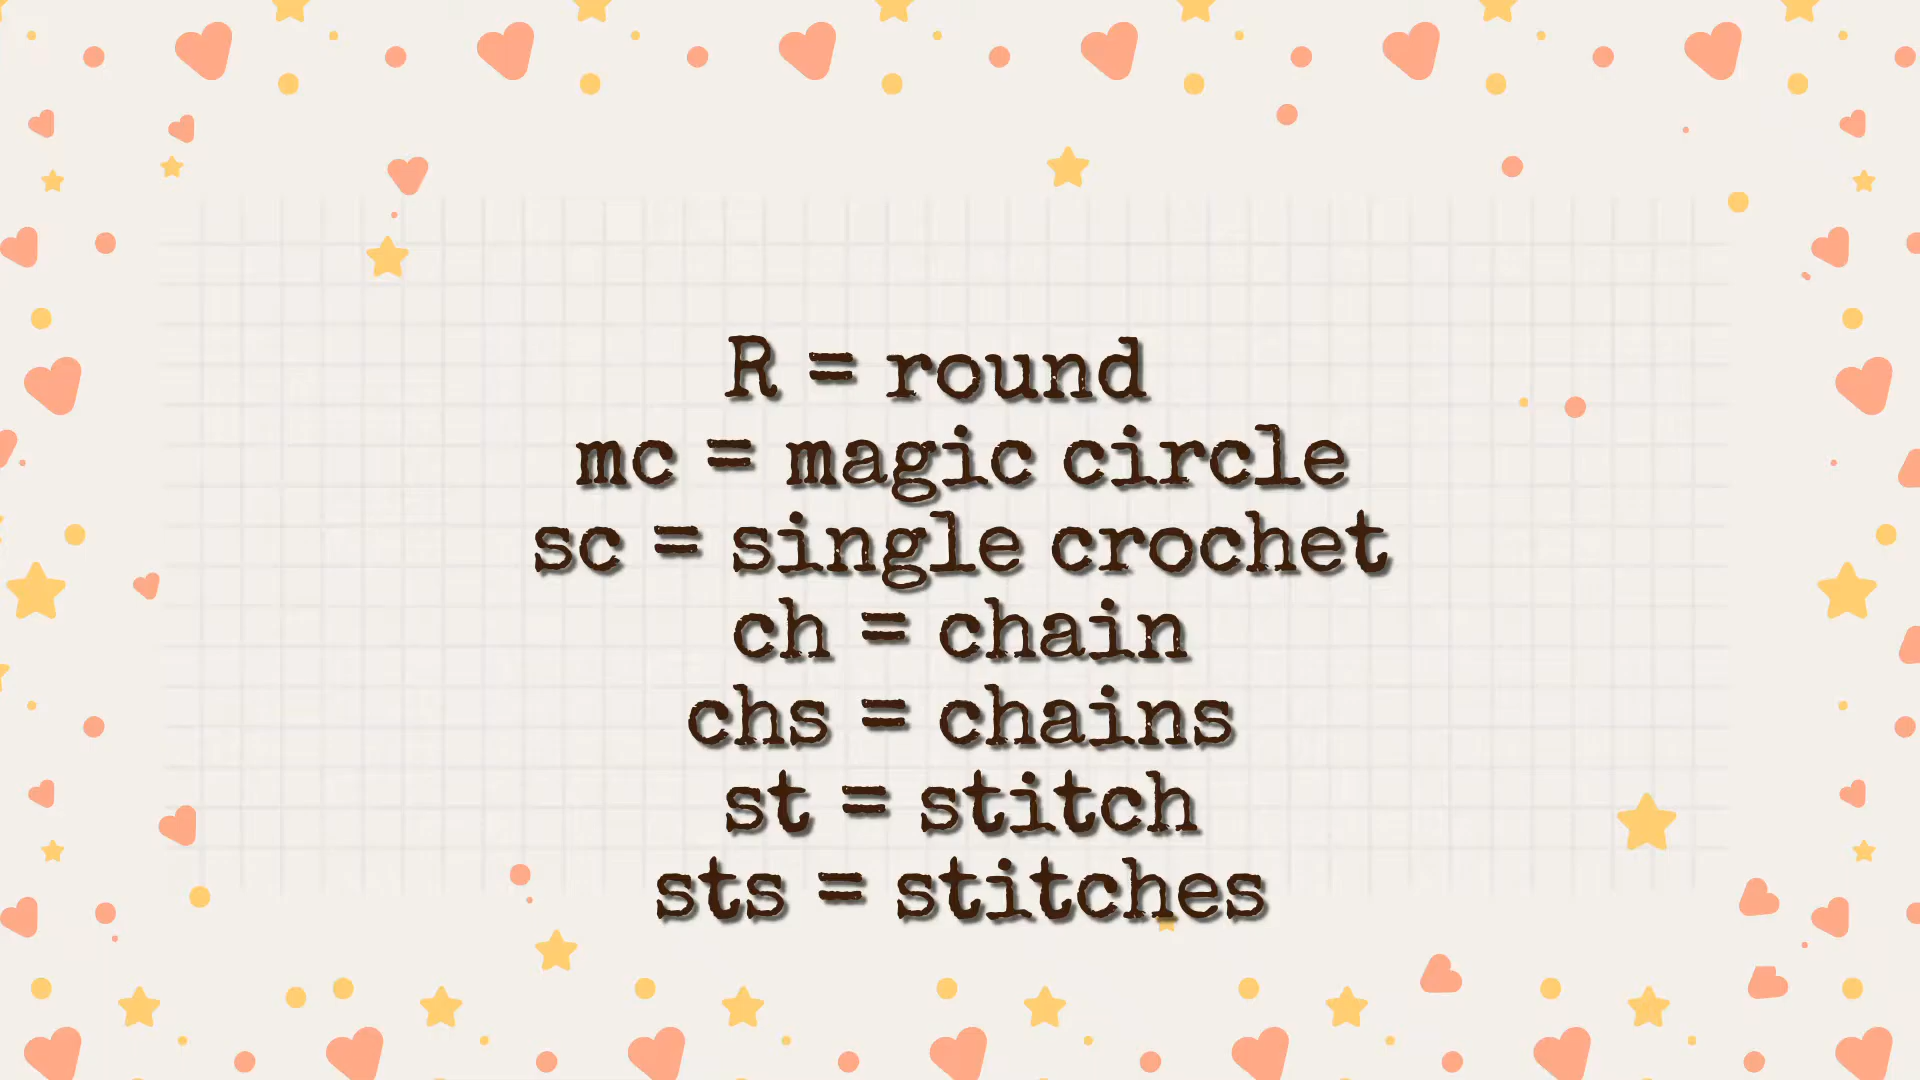 R = round
mc = magic circle
sc = single crochet
ch = chain
chs = chains
st = stitch
sts = stitches